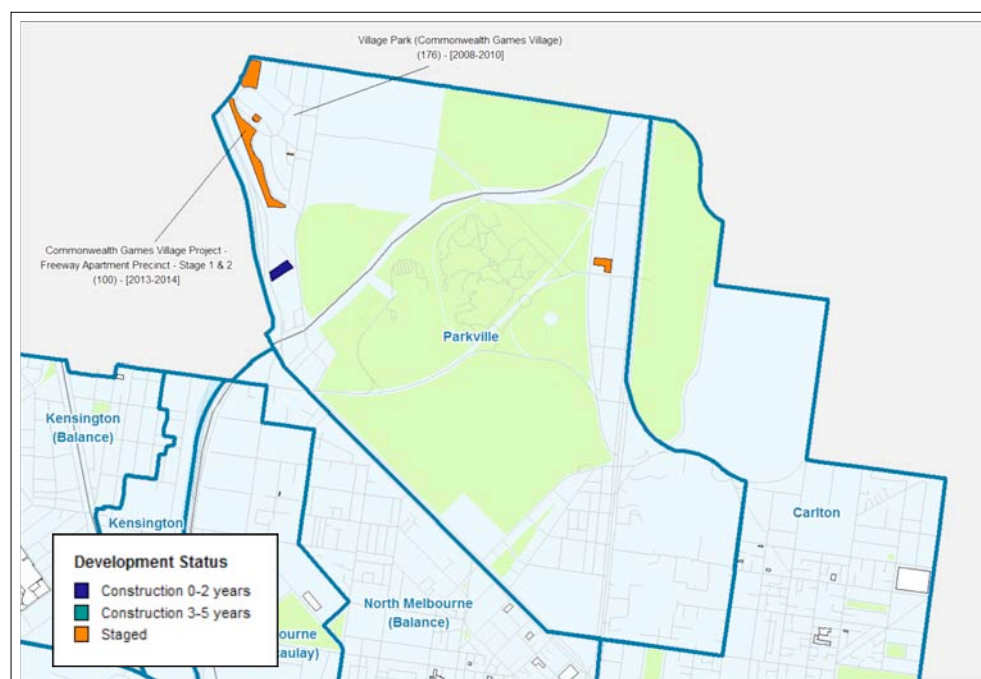 Village Park (Commonwealth Games Village)
(176) - [2008-2010]
Commonwealth Games Village Project -
Freeway Apartment Precinct - Stage 1 & 2
(100) - [2013-2014]
Parkville
Kensington
(Balance)
Kensington
Carlton
North Melbourne
(Balance)
Development Status
Construction 0-2 years
Construction 3-5 years
Staged